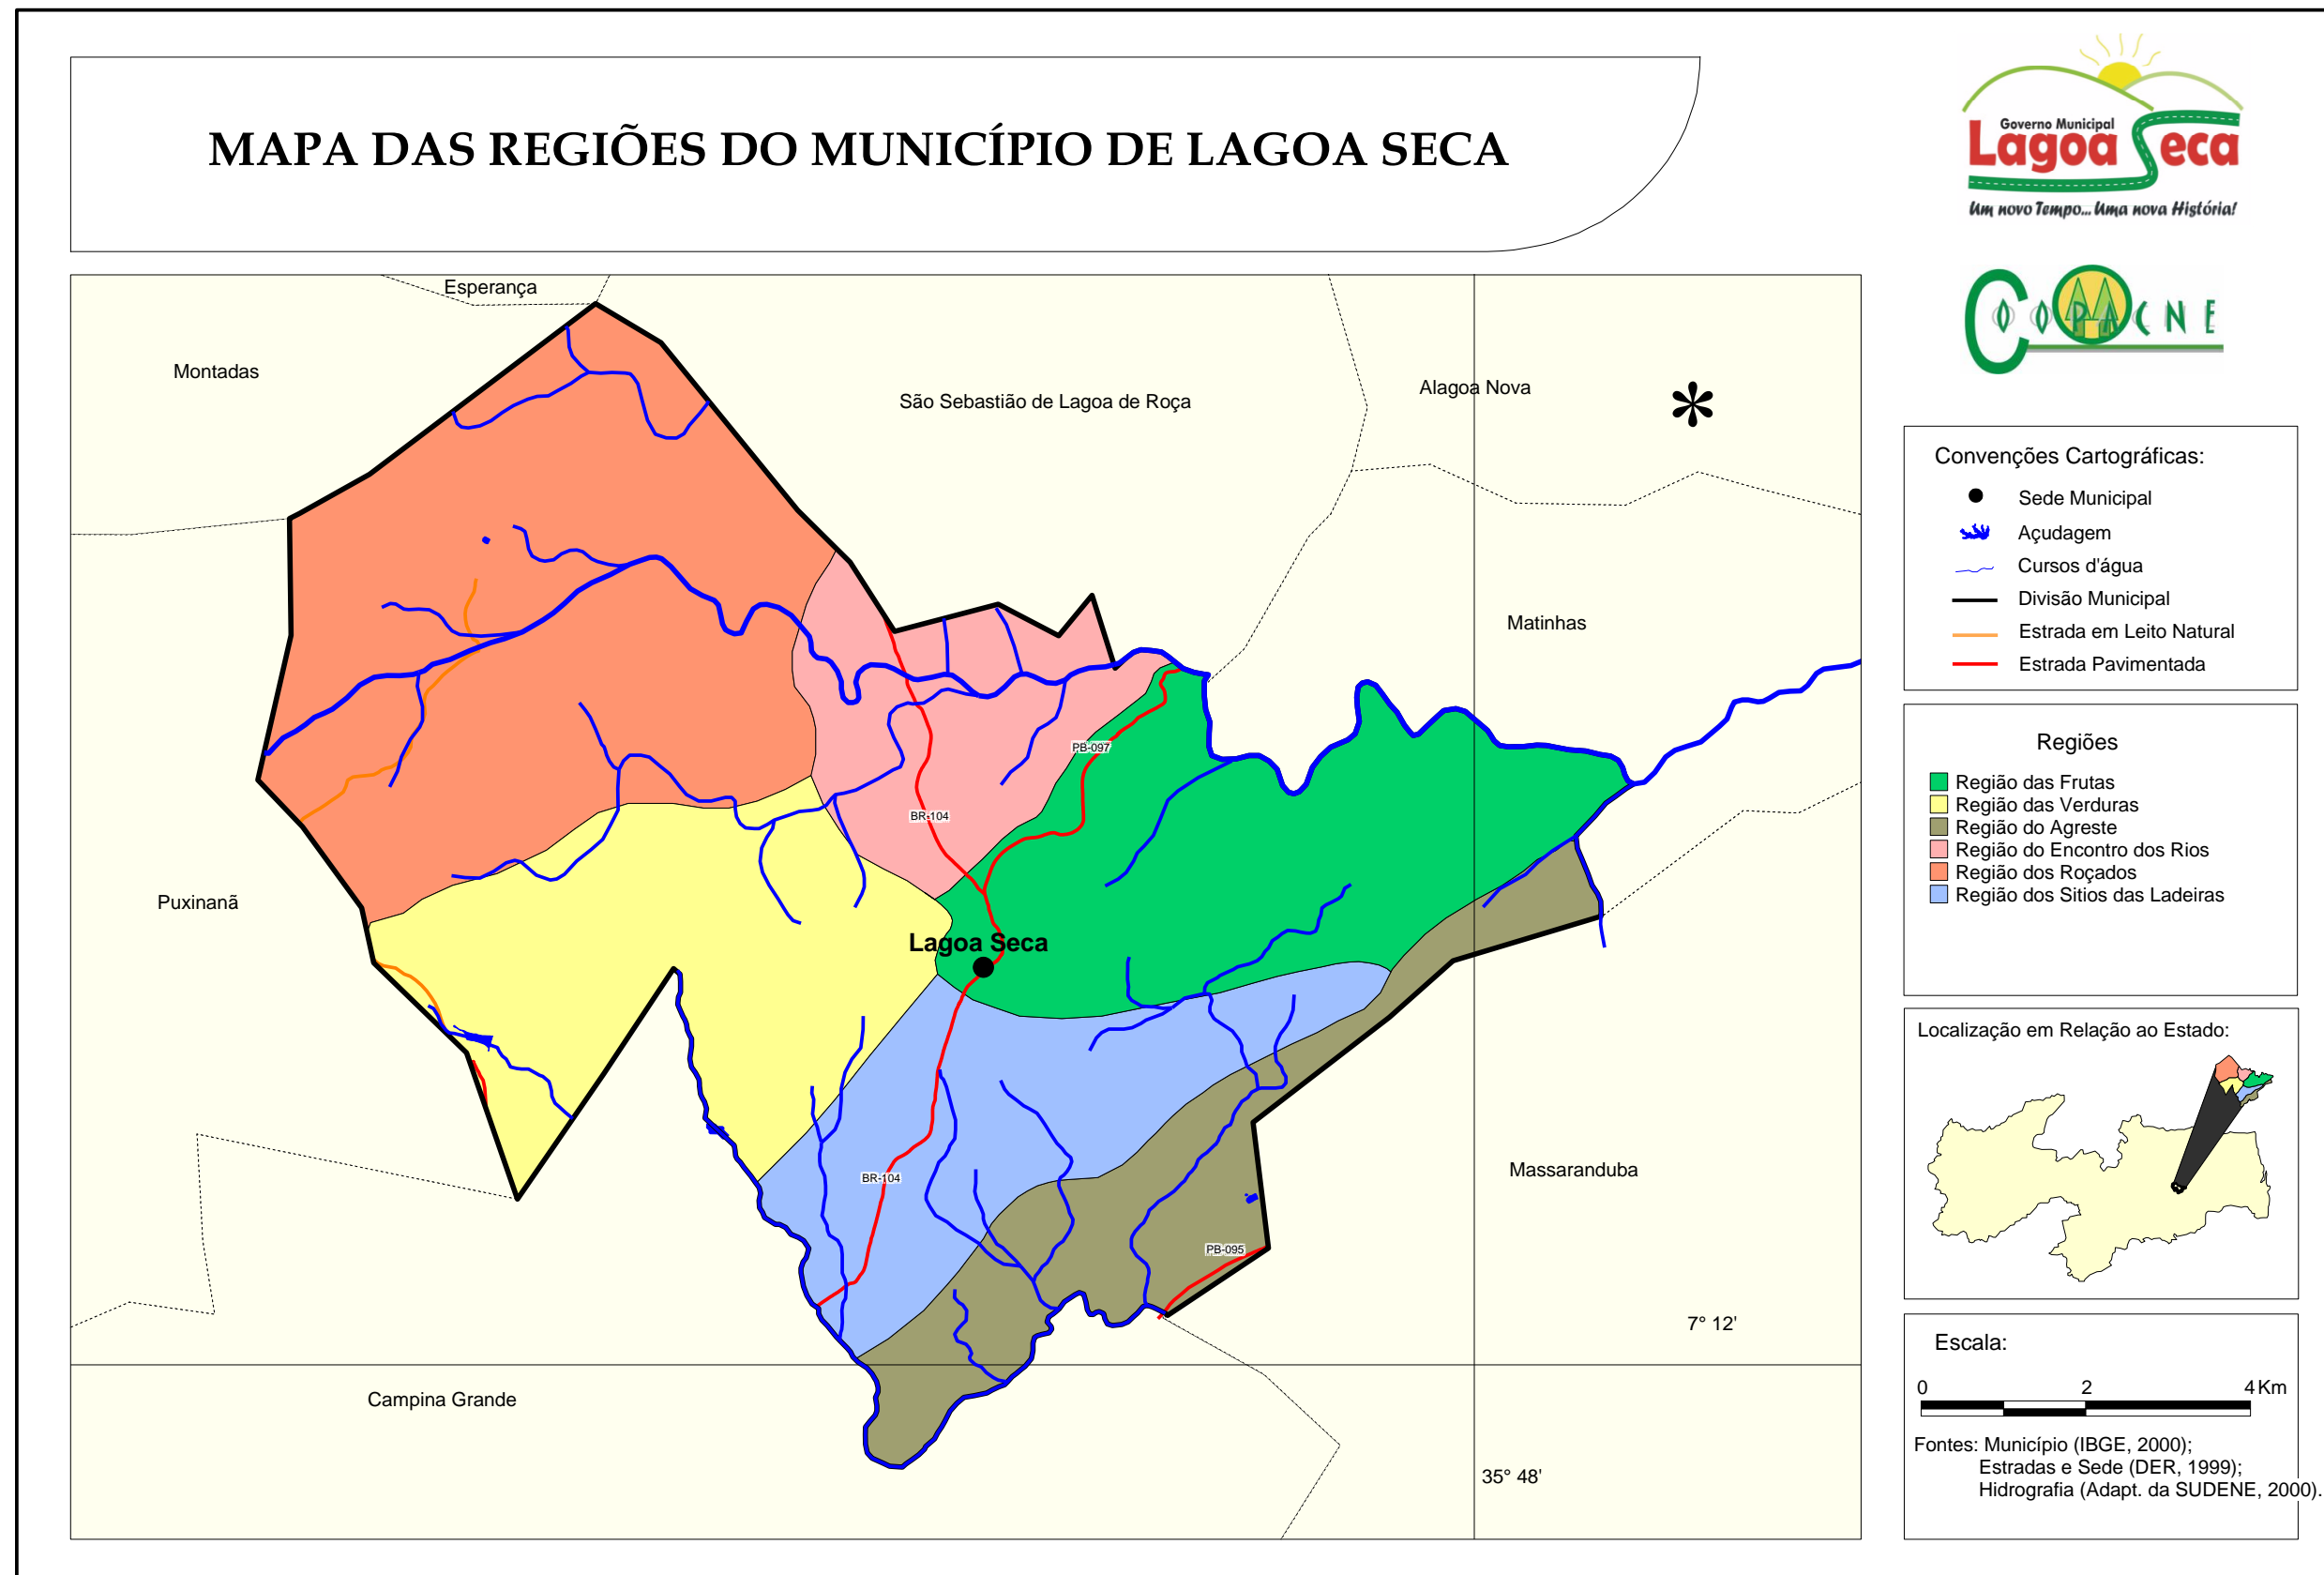 MAPA DAS REGIÕES DO MUNICÍPIO DE LAGOA SECA
Governo Municipal
Lagoa Seca
Um novo Tempo... Uma nova História!
COOPACNE
Esperança
Montadas
São Sebastião de Lagoa de Roça
Alagoa Nova
*
Matinhas
Puxinanã
PB-097
BR-104
Lagoa Seca
BR-104
PB-095
Massaranduba
Campina Grande
7° 12'
35° 48'
Convenções Cartográficas:
Sede Municipal
Açudagem
Cursos d'água
Divisão Municipal
Estrada em Leito Natural
Estrada Pavimentada
Regiões
Região das Frutas
Região das Verduras
Região do Agreste
Região do Encontro dos Rios
Região dos Roçados
Região dos Sitios das Ladeiras
Localização em Relação ao Estado:
Escala:
0 2 4 Km
Fontes: Município (IBGE, 2000);
Estradas e Sede (DER, 1999);
Hidrografia (Adapt. da SUDENE, 2000).